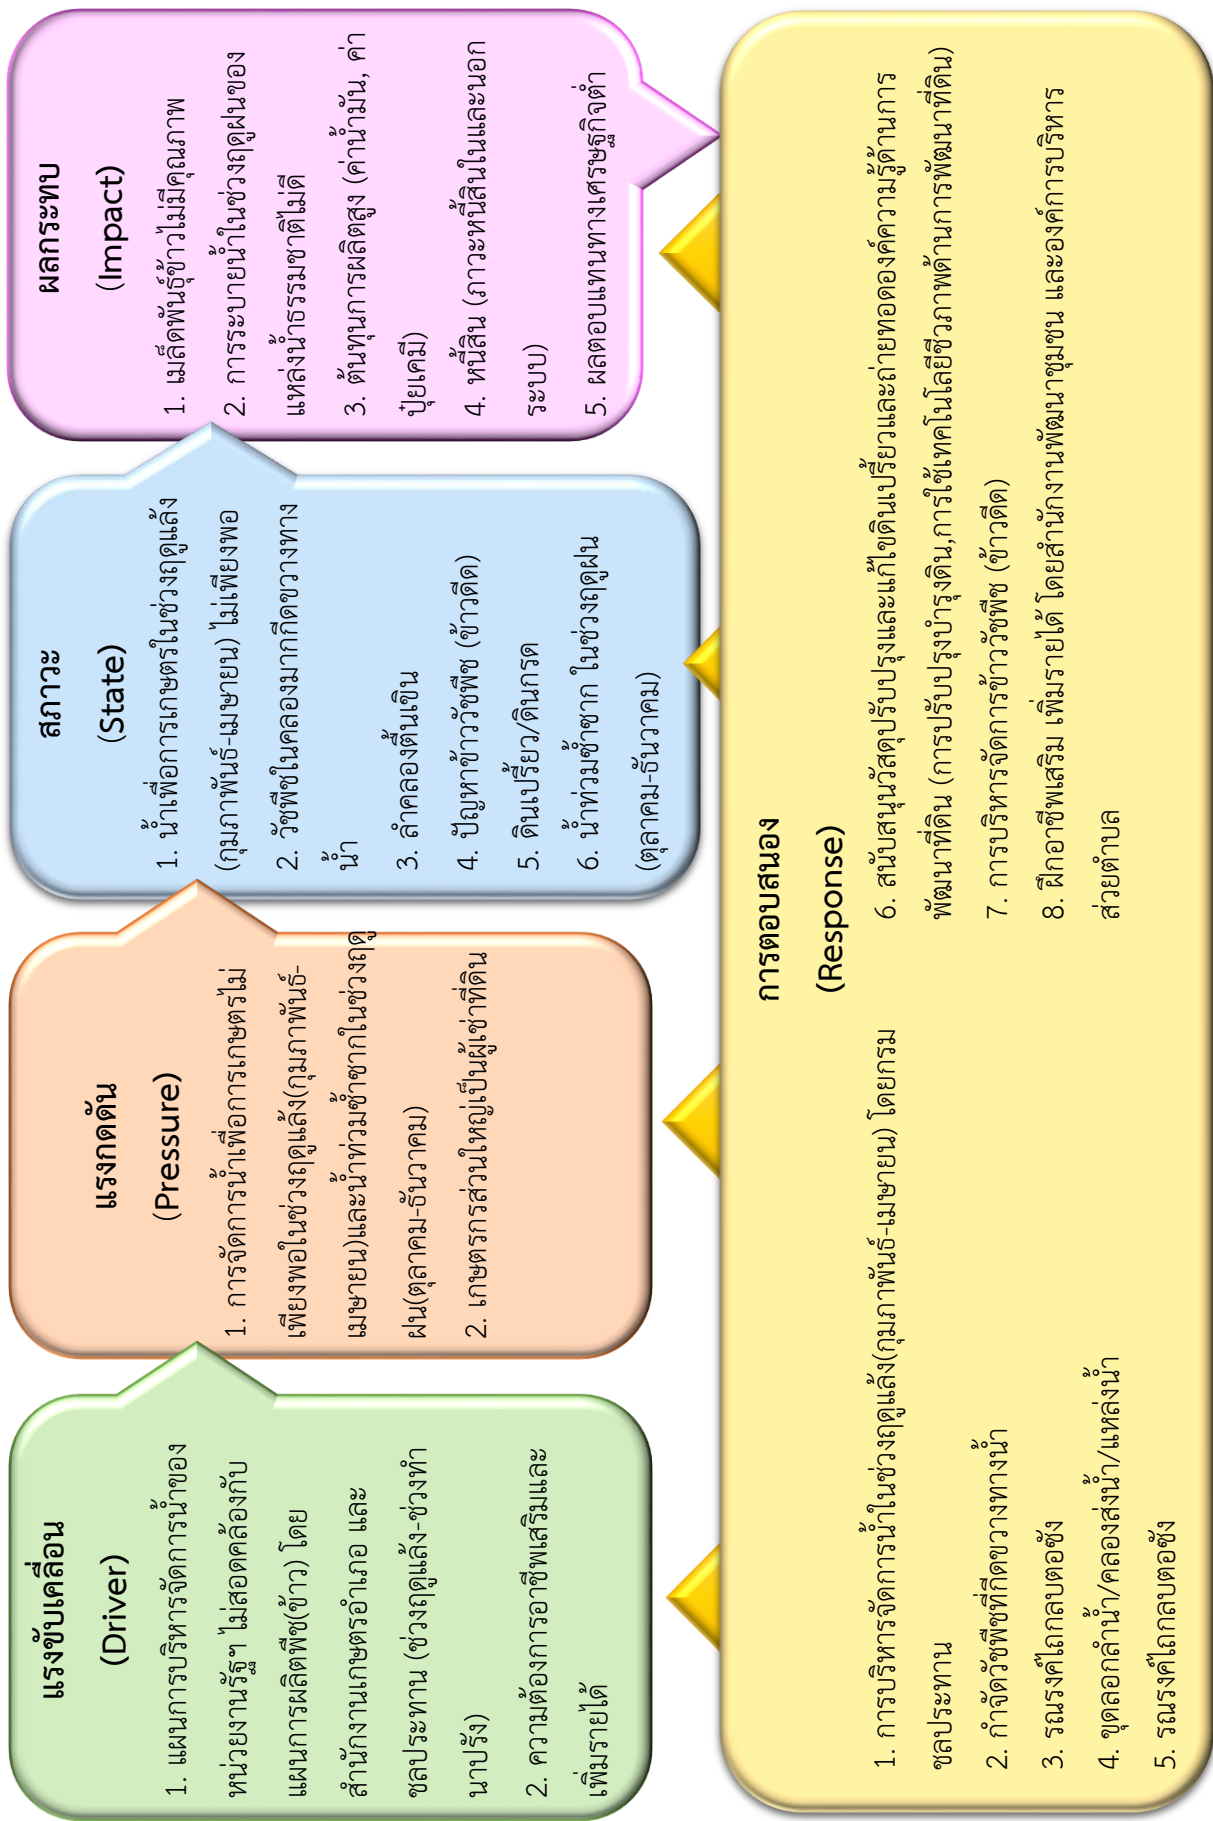 แรงขับเคลื่อน
(Driver)
1. แผนการบริหารจัดการน้ำของ
หน่วยงานรัฐฯ ไม่สอดคล้องกับ
แผนการผลิตพืช(ข้าว) โดย
สำนักงานเกษตรอำเภอ และ
ชลประทาน (ช่วงฤดูแล้ง-ช่วงทำ
นาปรัง)
2. ความต้องการอาชีพเสริมและ
เพิ่มรายได้
แรงกดดัน
(Pressure)
1. การจัดการน้ำเพื่อการเกษตรไม่
เพียงพอในช่วงฤดูแล้ง(กุมภาพันธ์-
เมษายน)และน้ำท่วมซ้ำซากในช่วงฤดู
ฝน(ตุลาคม-ธันวาคม)
2. เกษตรกรส่วนใหญ่เป็นผู้เช่าที่ดิน
สภาวะ
(State)
1. น้ำเพื่อการเกษตรในช่วงฤดูแล้ง
(กุมภาพันธ์-เมษายน) ไม่เพียงพอ
2. วัชพืชในคลองมากกีดขวางทาง
น้ำ
3. ลำคลองตื้นเขิน
4. ปัญหาข้าววัชพืช (ข้าวดีด)
5. ดินเปรี้ยว/ดินกรด
6. น้ำท่วมซ้ำซาก ในช่วงฤดูฝน
(ตุลาคม-ธันวาคม)
ผลกระทบ
(Impact)
1. เมล็ดพันธุ์ข้าวไม่มีคุณภาพ
2. การระบายน้ำในช่วงฤดูฝนของ
แหล่งน้ำธรรมชาติไม่ดี
3. ต้นทุนการผลิตสูง (ค่าน้ำมัน, ค่า
ปุ๋ยเคมี)
4. หนี้สิน (ภาวะหนี้สินในและนอก
ระบบ)
5. ผลตอบแทนทางเศรษฐกิจต่ำ
การตอบสนอง
(Response)
1. การบริหารจัดการน้ำในช่วงฤดูแล้ง(กุมภาพันธ์-เมษายน) โดยกรม
ชลประทาน
2. กำจัดวัชพืชที่กีดขวางทางน้ำ
3. รณรงค์ไถกลบตอซัง
4. ขุดลอกลำน้ำ/คลองส่งน้ำ/แหล่งน้ำ
5. รณรงค์ไถกลบตอซัง
6. สนับสนุนวัสดุปรับปรุงและแก้ไขดินเปรี้ยวและถ่ายทอดองค์ความรู้ด้านการ
พัฒนาที่ดิน (การปรับปรุงบำรุงดิน,การใช้เทคโนโลยีชีวภาพด้านการพัฒนาที่ดิน)
7. การบริหารจัดการข้าววัชพืช (ข้าวดีด)
8. ฝึกอาชีพเสริม เพิ่มรายได้ โดยสำนักงานพัฒนาชุมชน และองค์การบริหาร
ส่วยตำบล